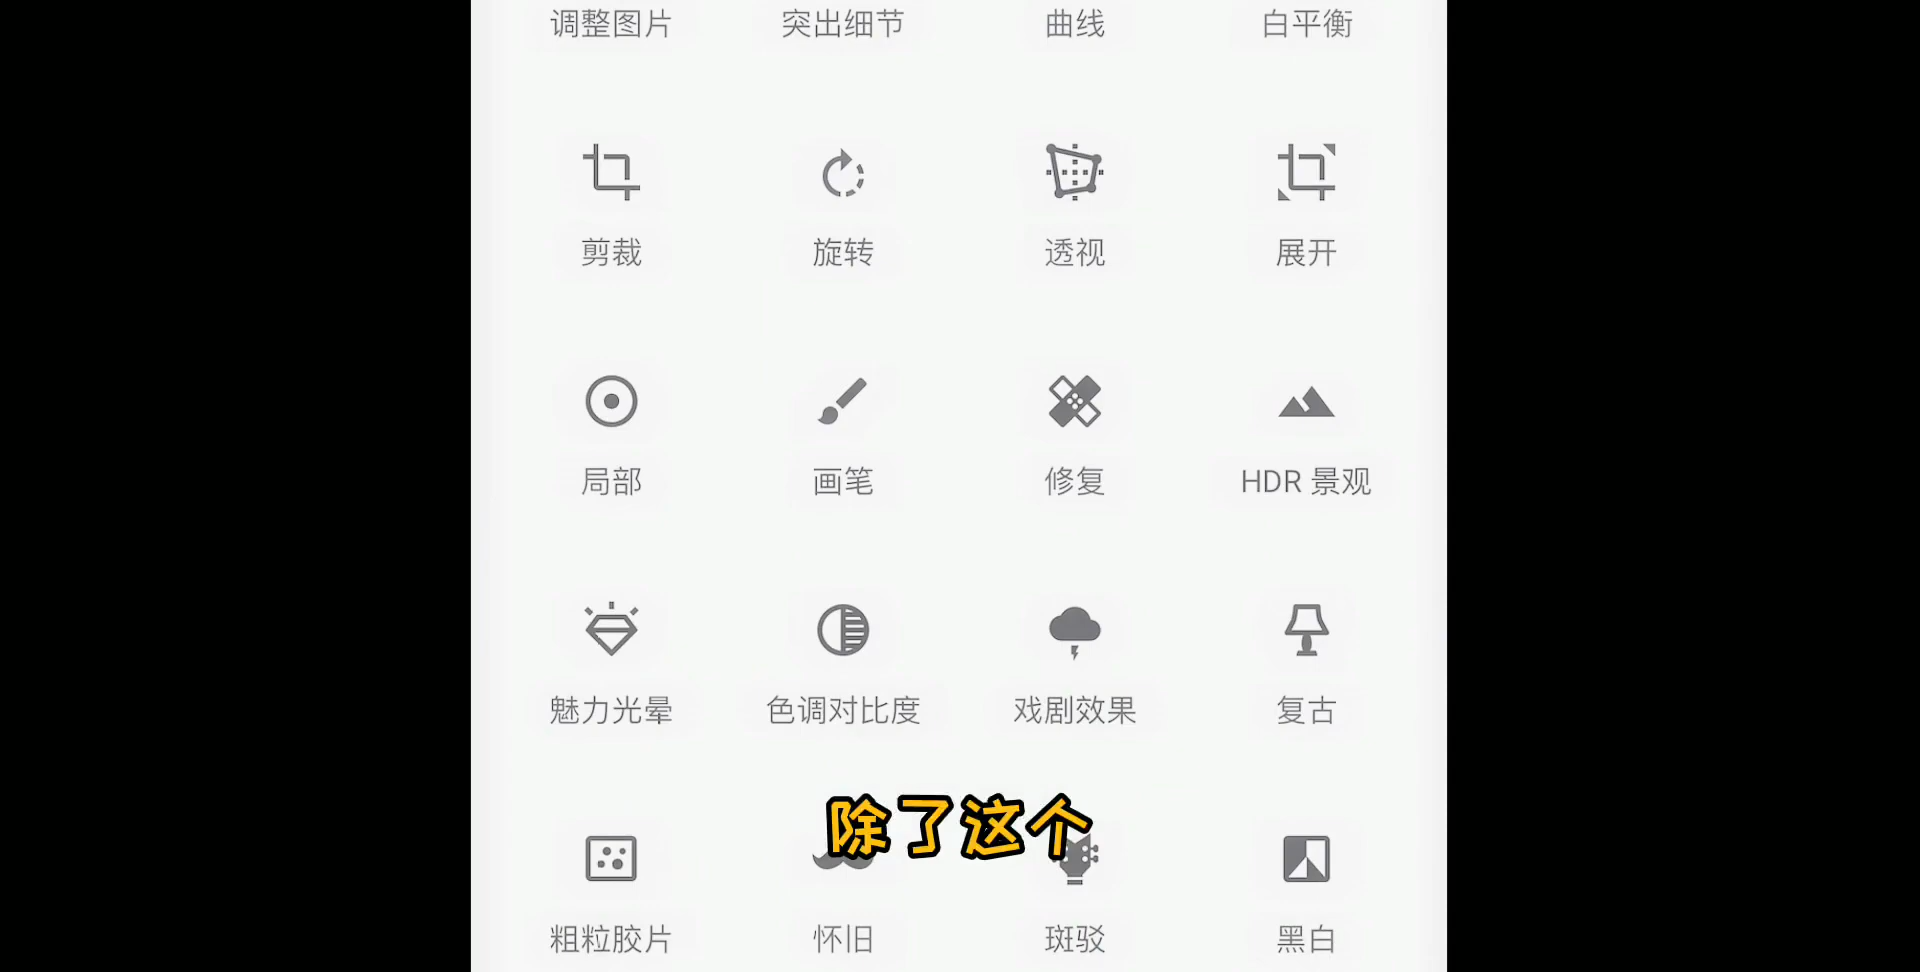 调整图片 突出细节 曲线 白平衡
剪裁 旋转 透视 展开
局部 画笔 修复 HDR 景观
魅力光晕 色调对比度 戏剧效果 复古
除了这个
粗粒胶片 怀旧 斑驳 黑白